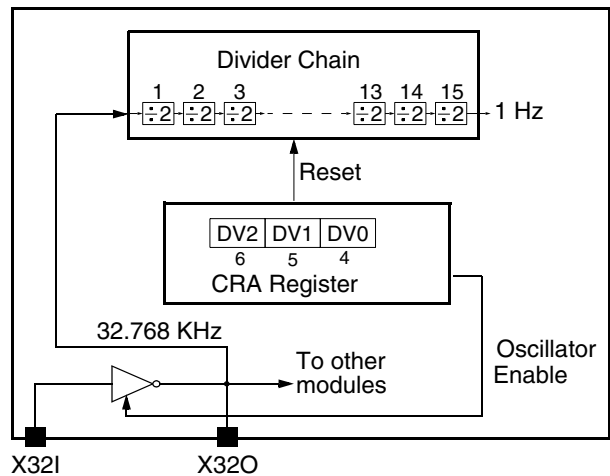 Divider Chain
1 2 3 13 14 15
÷2 ÷2 ÷2 ÷2 ÷2 ÷2 1 Hz
Reset
DV2 DV1 DV0
6 5 4
CRA Register
32.768 KHz
To other
modules
Oscillator
Enable
X32I X32O